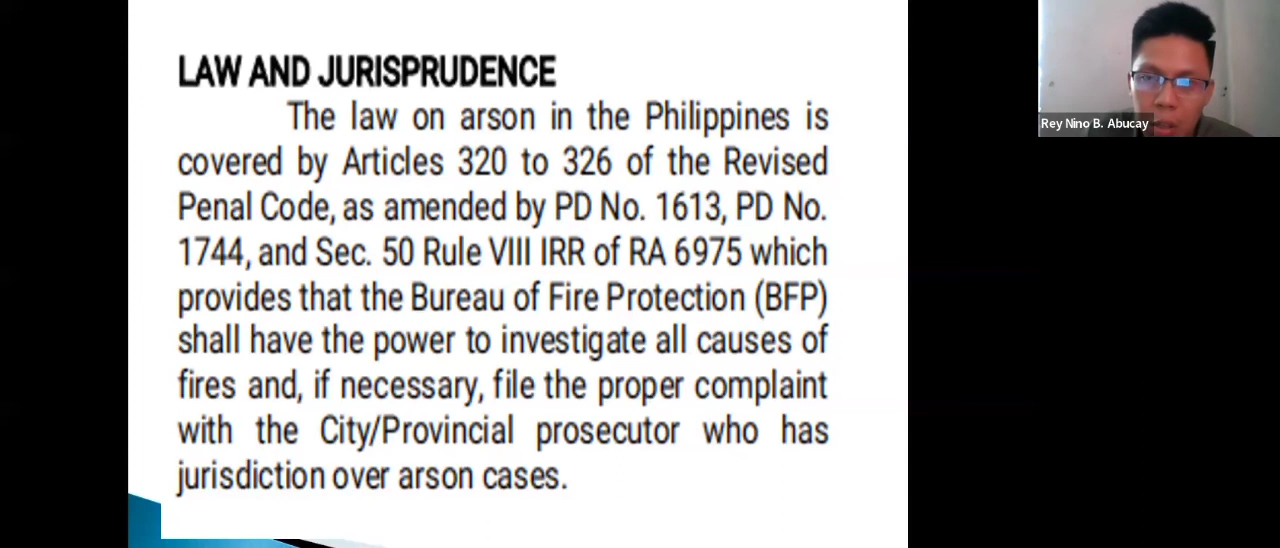 LAW AND JURISPRUDENCE
The law on arson in the Philippines is
covered by Articles 320 to 326 of the Revised
Penal Code, as amended by PD No. 1613, PD No.
1744, and Sec. 50 Rule VIII IRR of RA 6975 which
provides that the Bureau of Fire Protection (BFP)
shall have the power to investigate all causes of
fires and, if necessary, file the proper complaint
with the City/Provincial prosecutor who has
jurisdiction over arson cases.
Rey Nino B. Abucay